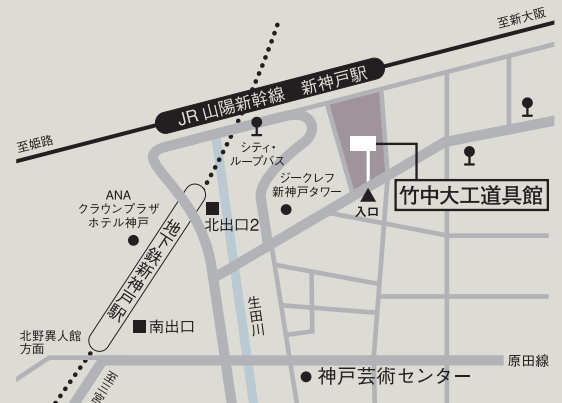 至新大阪
JR 山陽新幹線　新神戸駅
至姫路
シティ・
ループバス
ジークレフ
新神戸タワー
竹中大工道具館
入口
ANA
クラウンプラザ
ホテル神戸
北出口2
地下鉄新神戸駅
生田川
南出口
北野異人館
方面
原田線
神戸芸術センター
至三宮